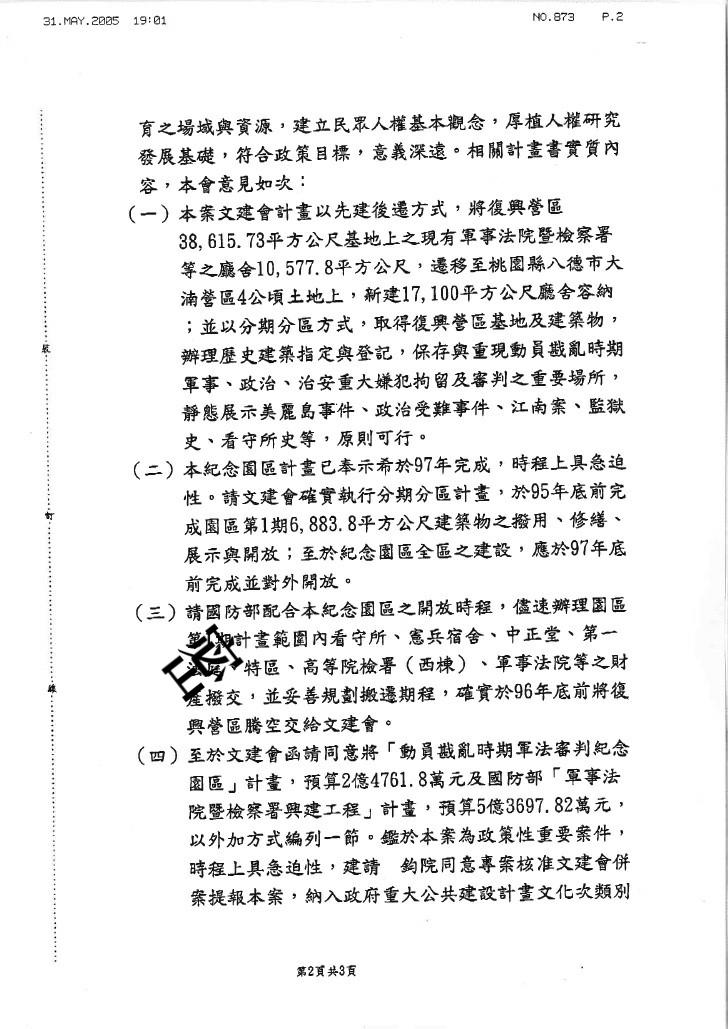 31.MAY.2005 19:01
NO.873 P.2
育之場域與資源，建立民眾人權基本觀念，厚植人權研究
發展基礎，符合政策目標，意義深遠。相關計畫書實質內
容，本會意見如次：
(一)本案文建會計畫以先建後遷方式，將復興營區
38,615.73平方公尺基地上之現有軍事法院暨檢察署
等之廳舍10,577.8平方公尺，遷移至桃園縣八德市大
湳營區4公頃土地上，新建17,100平方公尺廳舍容納
；並以分期分區方式，取得復興營區基地及建築物，
辦理歷史建築指定與登記，保存與重現動員戡亂時期
軍事、政治、治安重大嫌犯拘留及審判之重要場所，
靜態展示美麗島事件、政治受難事件、江南案、監獄
史、看守所史等，原則可行。
(二)本紀念園區計畫已奉示希於97年完成，時程上具急迫
性。請文建會確實執行分期分區計畫，於95年底前完
成園區第1期6,883.8平方公尺建築物之撥用、修繕、
展示與開放；至於紀念園區全區之建設，應於97年底
前完成並對外開放。
(三)請國防部配合本紀念園區之開放時程，儘速辦理園區
第1期計畫範圍內看守所、憲兵宿舍、中正堂、第一
法庭、特區、高等院檢署（西棟）、軍事法院等之財
產撥交，並妥善規劃搬遷期程，確實於96年底前將復
興營區騰空交給文建會。
(四)至於文建會函請同意將「動員戡亂時期軍法審判紀念
園區」計畫，預算2億4761.8萬元及國防部「軍事法
院暨檢察署興建工程」計畫，預算5億3697.82萬元，
以外加方式編列一節。鑑於本案為政策性重要案件，
時程上具急迫性，建請 鈞院同意專案核准文建會併
案提報本案，納入政府重大公共建設計畫文化次類別
密
裝
訂
線
第2頁共3頁